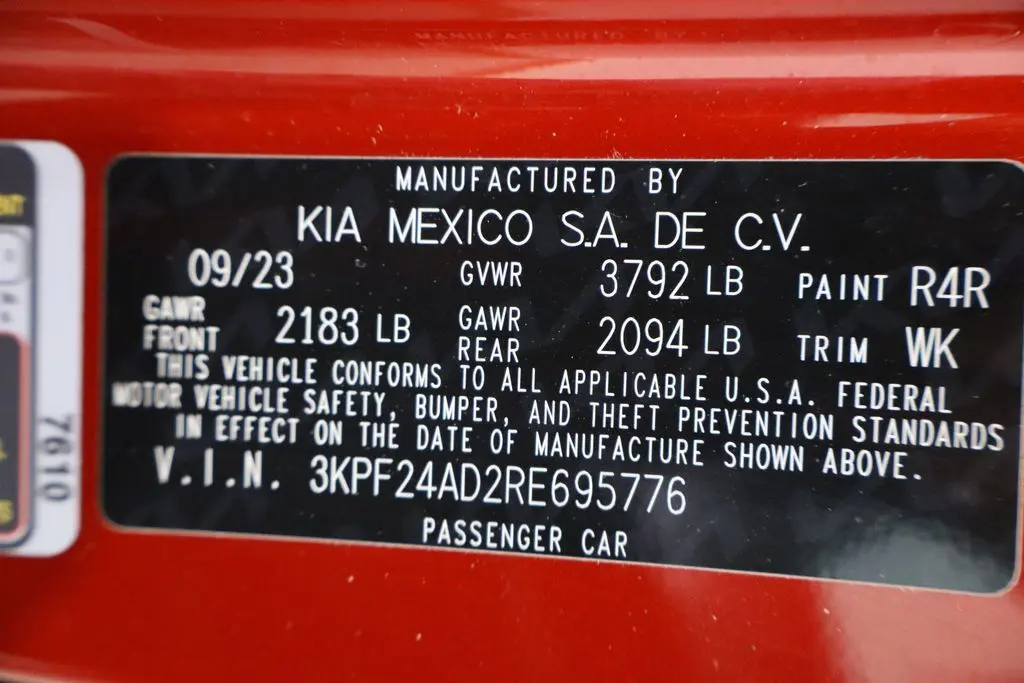 MANUFACTURED BY
KIA MEXICO S.A. DE C.V.
09/23 GVWR 3792 LB PAINT R4R
GAWR FRONT 2183 LB GAWR REAR 2094 LB TRIM WK
THIS VEHICLE CONFORMS TO ALL APPLICABLE U.S.A. FEDERAL
MOTOR VEHICLE SAFETY, BUMPER, AND THEFT PREVENTION STANDARDS
IN EFFECT ON THE DATE OF MANUFACTURE SHOWN ABOVE.
V.I.N. 3KPF24AD2RE695776
PASSENGER CAR
7610